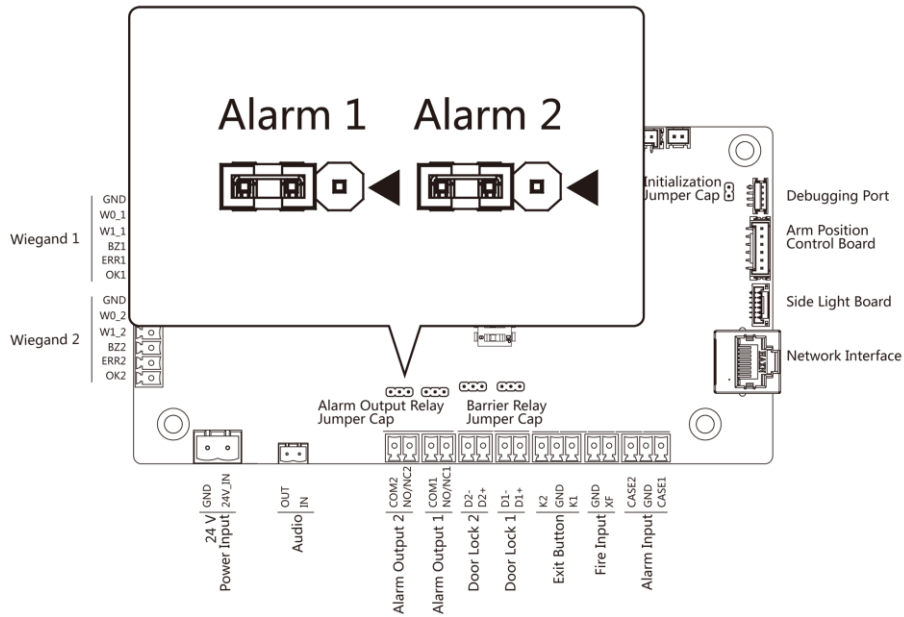 Alarm 1 Alarm 2
Initialization
Jumper Cap
Debugging Port
Arm Position
Control Board
Side Light Board
Network Interface
Wiegand 1
GND
W0_1
W1_1
BZ1
ERR1
OK1
Wiegand 2
GND
W0_2
W1_2
BZ2
ERR2
OK2
Alarm Output Relay
Jumper Cap
Barrier Relay
Jumper Cap
GND
24V_IN
24 V
Power Input
OUT
IN
Audio
COM2
NO/NC2
Alarm Output 2
COM1
NO/NC1
Alarm Output 1
D2-
D2+
Door Lock 2
D1-
D1+
Door Lock 1
K2
GND
K1
Exit Button
GND
XF
Fire Input
CASE2
GND
CASE1
Alarm Input